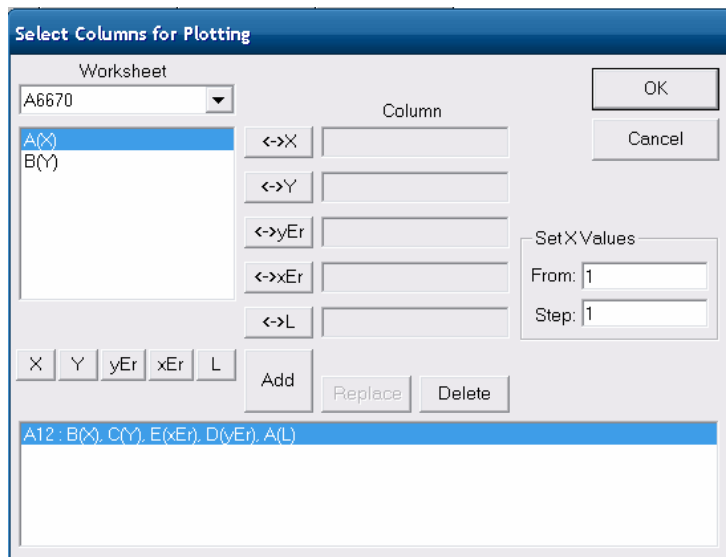 Select Columns for Plotting
Worksheet
A6670
A(X)
B(Y)
Column
<->X
<->Y
<->yEr
<->xEr
<->L
OK
Cancel
Set X Values
From: 1
Step: 1
X Y yEr xEr L
Add
Replace
Delete
A12 : B(X), C(Y), E(xEr), D(yEr), A(L)